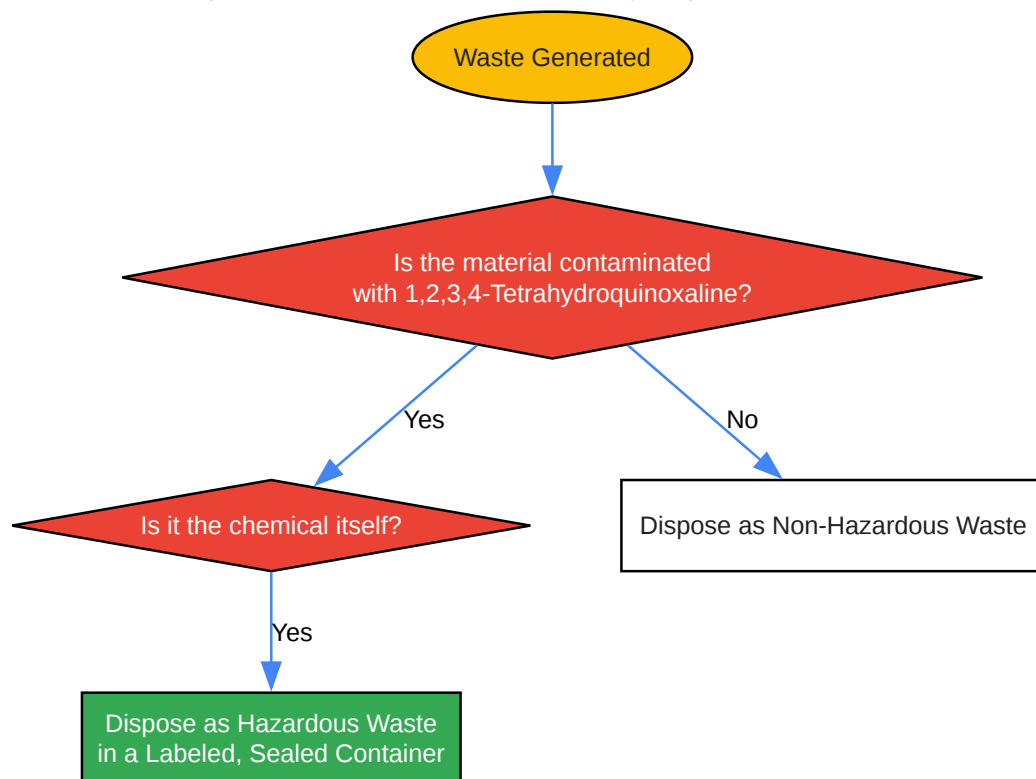 Waste Generated
Is the material contaminated
with 1,2,3,4-Tetrahydroquinoxaline?
Yes
No
Is it the chemical itself?
Dispose as Non-Hazardous Waste
Yes
Dispose as Hazardous Waste
in a Labeled, Sealed Container